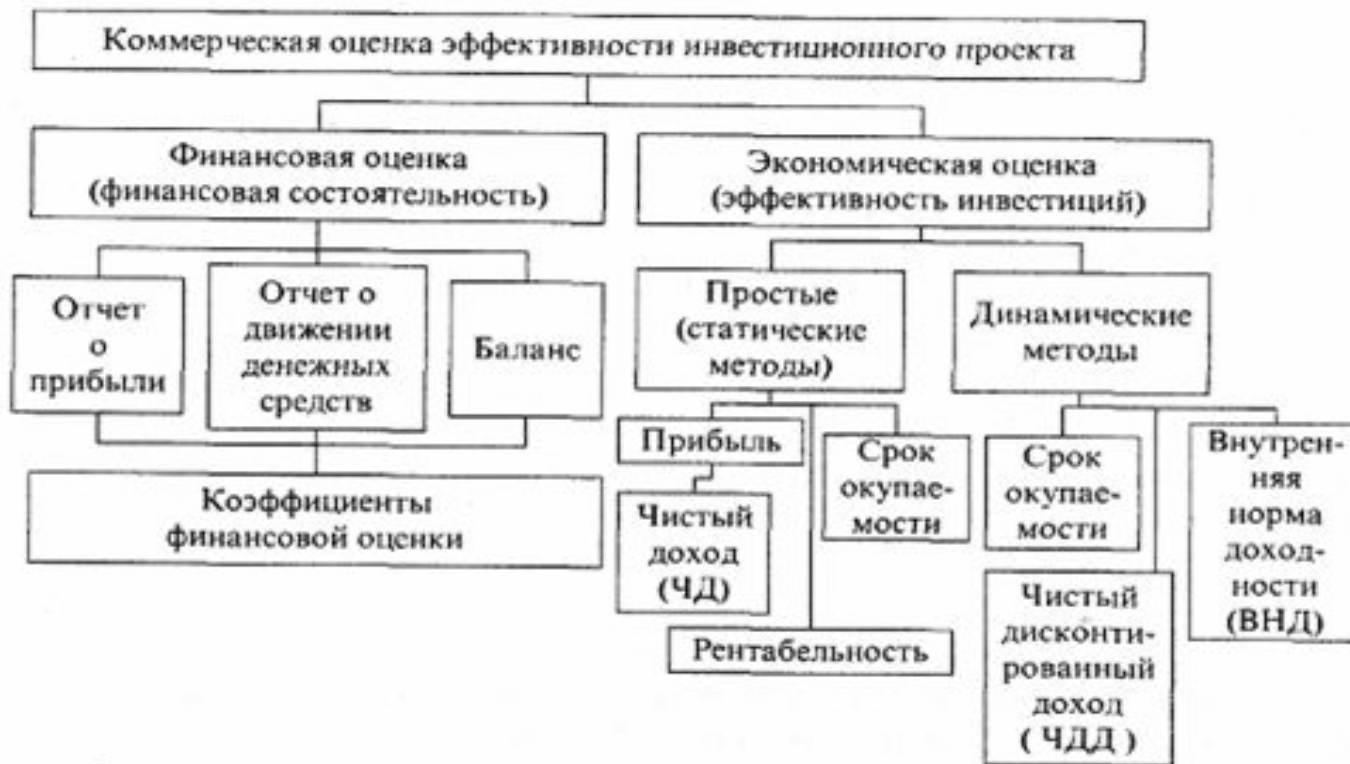 Коммерческая оценка эффективности инвестиционного проекта
Финансовая оценка
(финансовая состоятельность)
Экономическая оценка
(эффективность инвестиций)
Отчет
о
прибыли
Отчет о
движении
денежных
средств
Баланс
Коэффициенты
финансовой оценки
Простые
(статические
методы)
Динамические
методы
Прибыль
Чистый
доход
(ЧД)
Рентабельность
Срок
окупае-
мости
Срок
окупае-
мости
Чистый
дисконти-
рованный
доход
( ЧДД )
Внутрен-
няя
норма
доход-
ности
(ВНД)